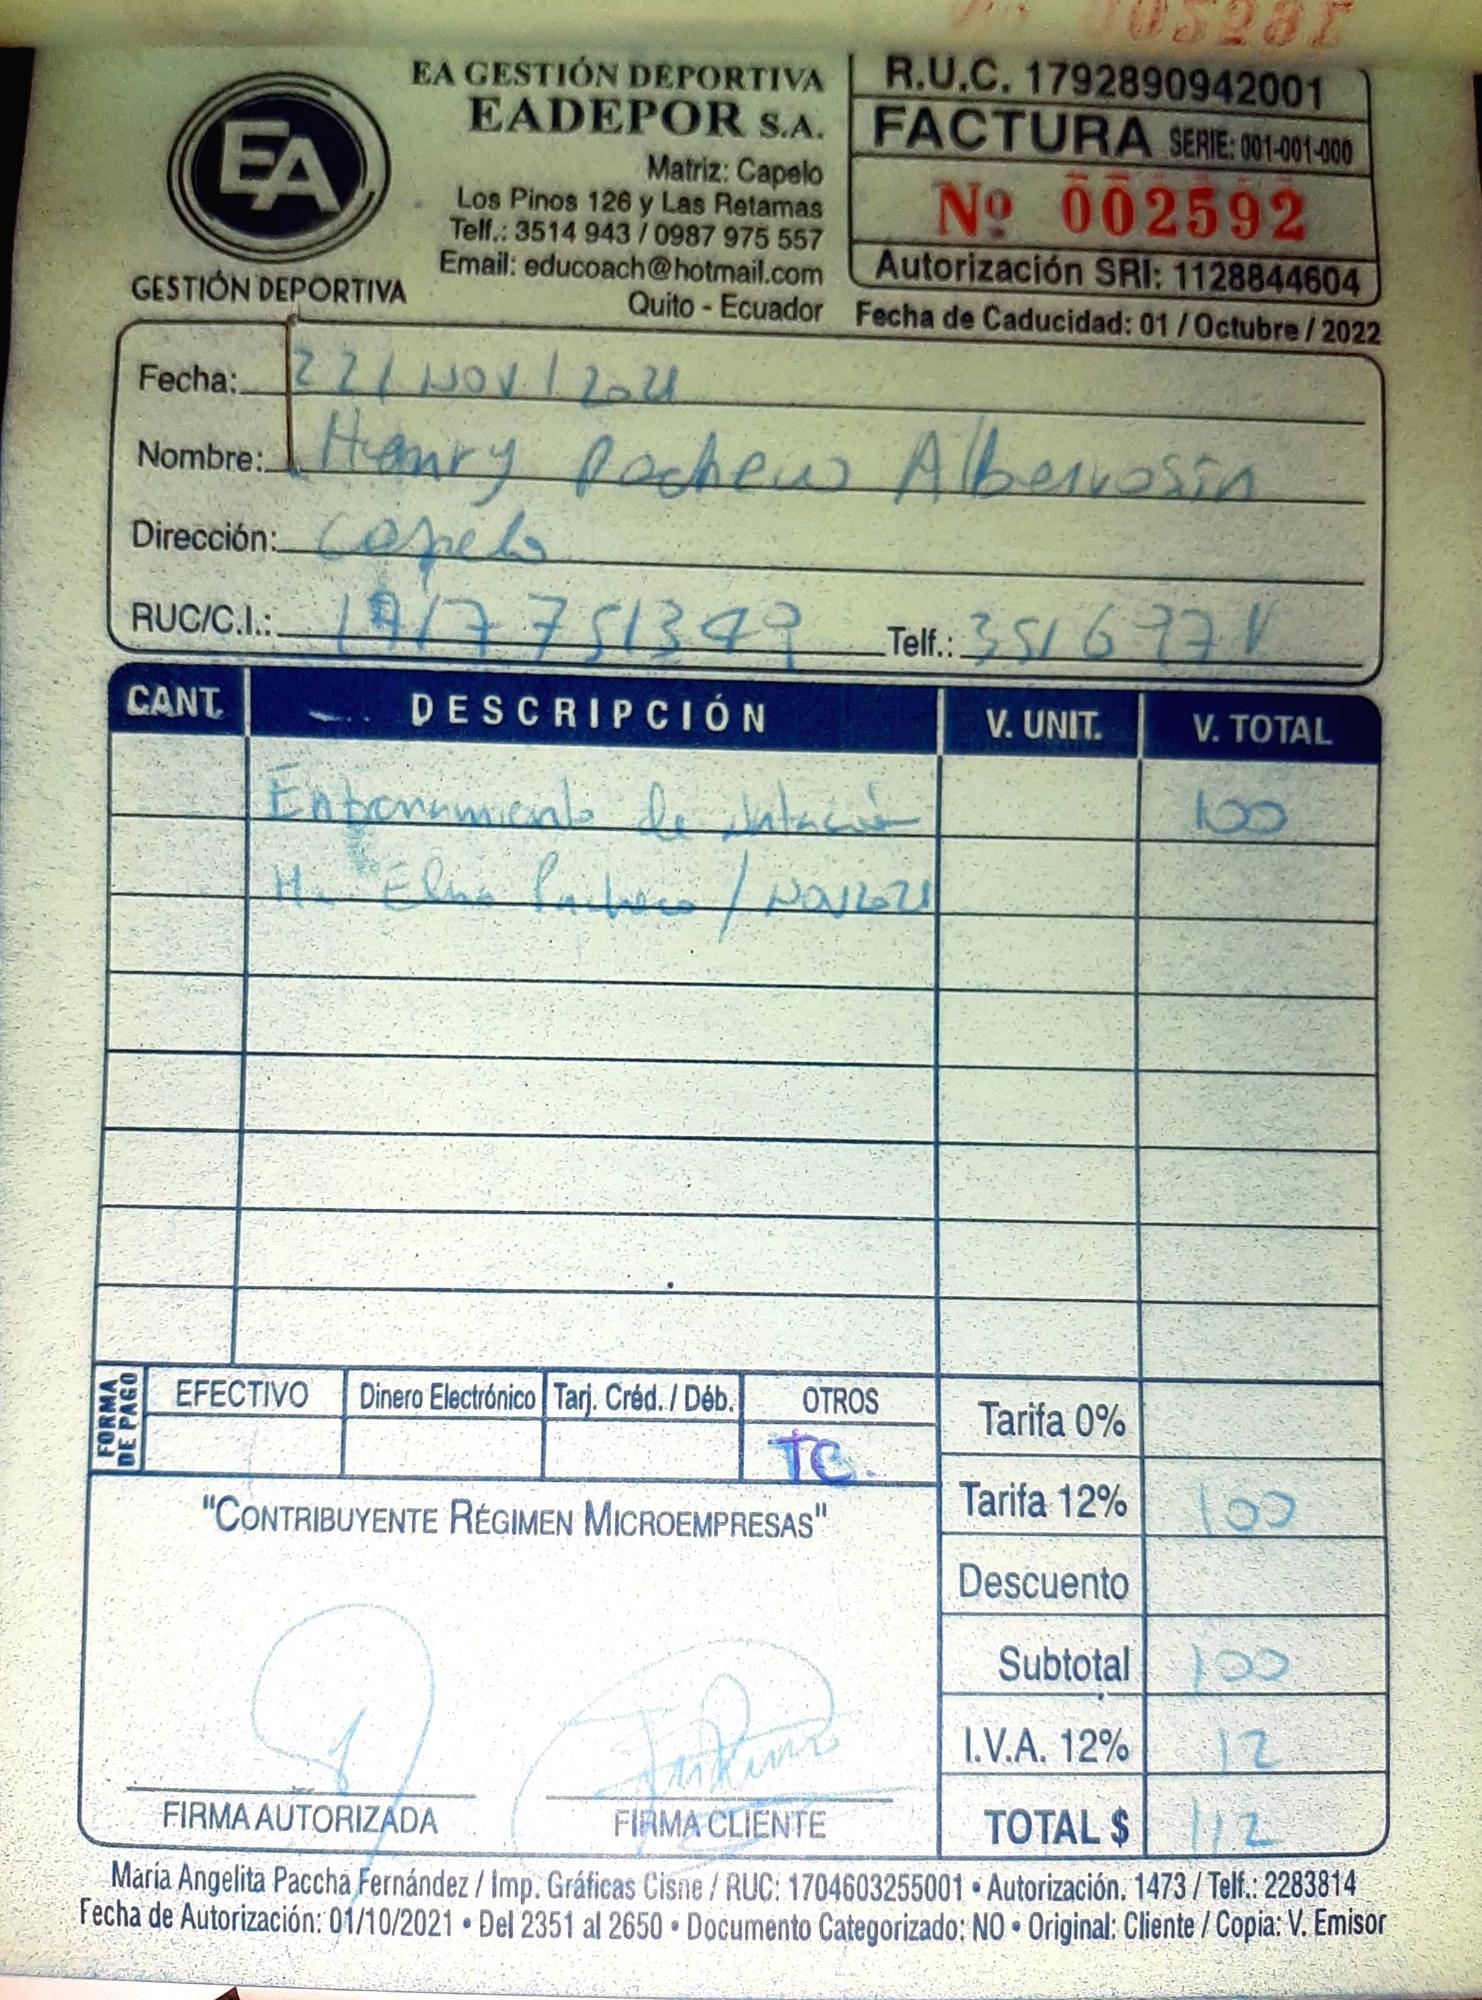 EA GESTIÓN DEPORTIVA
EADEPOR S.A.
Matriz: Capelo
Los Pinos 126 y Las Retamas
Telf.: 3514 943 / 0987 975 557
Email: educoach@hotmail.com
Quito - Ecuador
EA
GESTIÓN DEPORTIVA
R.U.C. 1792890942001
FACTURA SERIE: 001-001-000
Nº 002592
Autorización SRI: 1128844604
Fecha de Caducidad: 01 / Octubre / 2022
Fecha: 22 / NOV / 2021
Nombre: Henry Pacheco
Dirección: Capelo
RUC/C.I.: 1717751349 Telf.: 3516971
CANT. DESCRIPCIÓN V. UNIT. V. TOTAL
Entrenamiento de Natación 100
Pacheco / NOV 2021
FORMA DE PAGO
EFECTIVO Dinero Electrónico Tarj. Créd. / Déb. OTROS
TC.
Tarifa 0%
Tarifa 12% 100
Descuento
Subtotal 100
I.V.A. 12% 12
TOTAL $ 112
"CONTRIBUYENTE RÉGIMEN MICROEMPRESAS"
FIRMA AUTORIZADA FIRMA CLIENTE
María Angelita Paccha Fernández / Imp. Gráficas Cisne / RUC: 1704603255001 • Autorización. 1473 / Telf.: 2283814
Fecha de Autorización: 01/10/2021 • Del 2351 al 2650 • Documento Categorizado: NO • Original: Cliente / Copia: V. Emisor